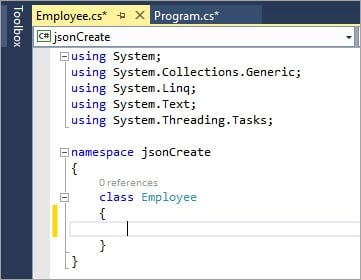 Toolbox
Employee.cs* Program.cs*
C# jsonCreate
using System;
using System.Collections.Generic;
using System.Linq;
using System.Text;
using System.Threading.Tasks;
namespace jsonCreate
{
0 references
class Employee
{
}
}